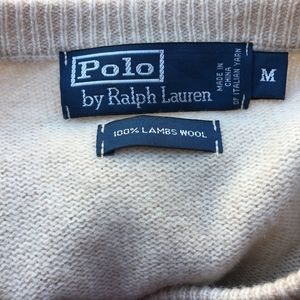 Polo
by Ralph Lauren
MADE IN
CHINA
OF ITALIAN YARN
M
100% LAMBS WOOL